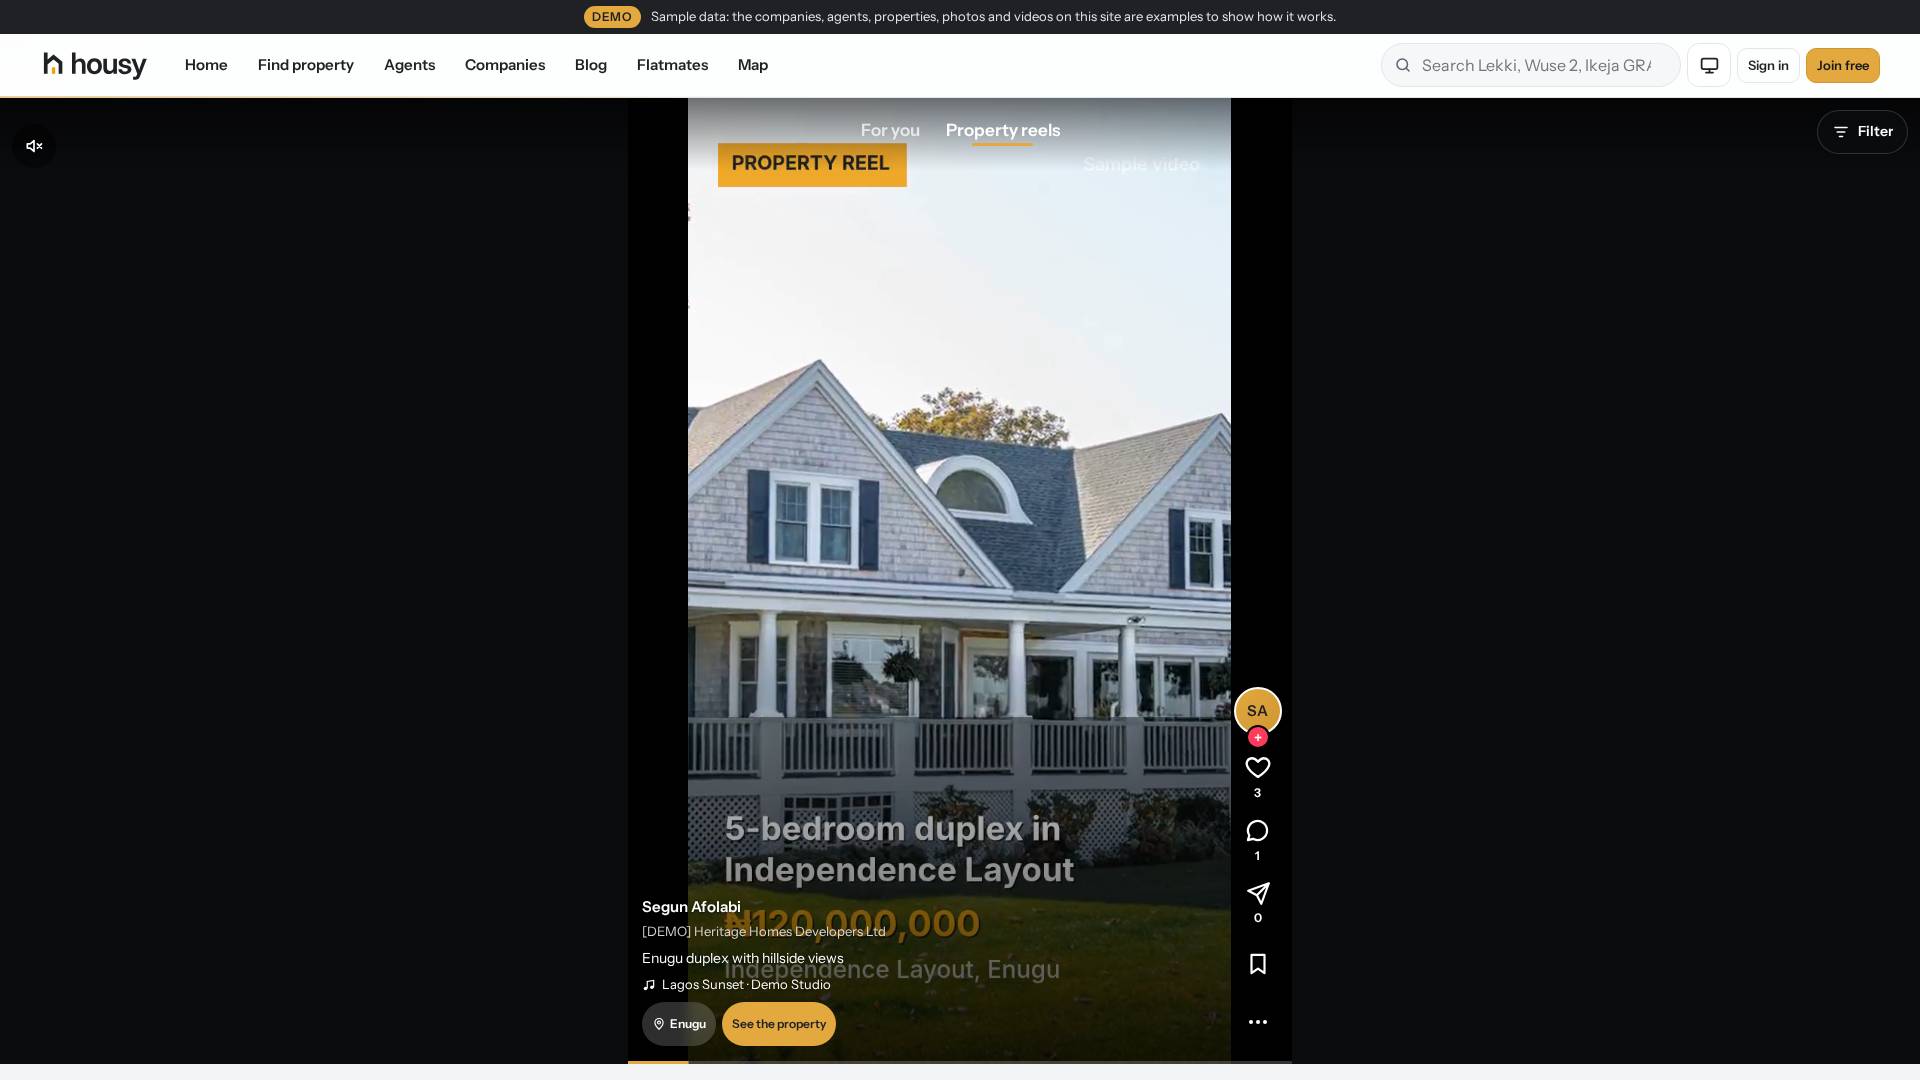 DEMO Sample data: the companies, agents, properties, photos and videos on this site are examples to show how it works.
housy Home Find property Agents Companies Blog Flatmates Map Search Lekki, Wuse 2, Ikeja GRA Sign in Join free
For you Property reels
Filter
PROPERTY REEL Sample video
SA
+
3
1
0
5-bedroom duplex in
Independence Layout
Segun Afolabi
₦120,000,000
[DEMO] Heritage Homes Developers Ltd
Enugu duplex with hillside views
Independence Layout, Enugu
Lagos Sunset · Demo Studio
Enugu See the property